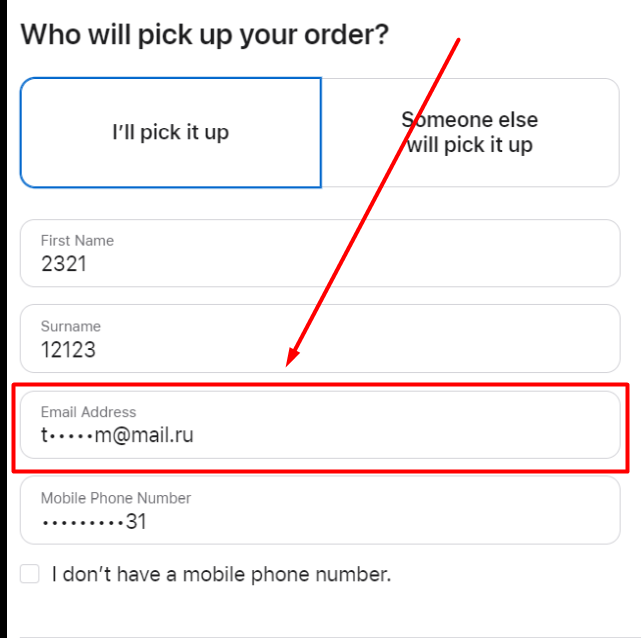 Who will pick up your order?
I'll pick it up
Someone else
will pick it up
First Name
2321
Surname
12123
Email Address
t•••••m@mail.ru
Mobile Phone Number
•••••••••31
I don't have a mobile phone number.